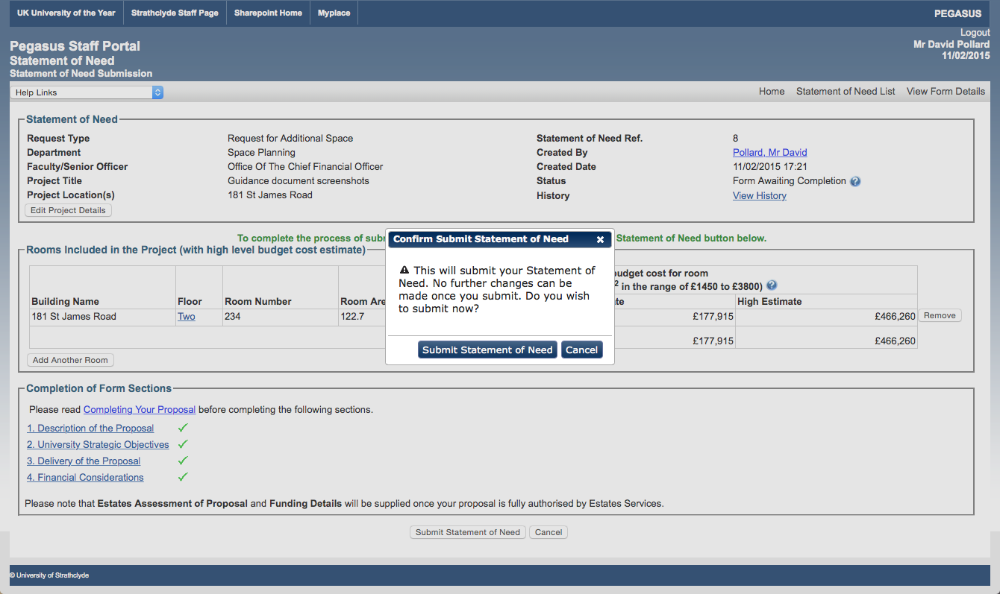 UK University of the Year Strathclyde Staff Page Sharepoint Home Myplace PEGASUS
Logout
Pegasus Staff Portal Mr David Pollard
Statement of Need 11/02/2015
Statement of Need Submission
Help Links Home Statement of Need List View Form Details
Statement of Need
Request Type Request for Additional Space Statement of Need Ref. 8
Department Space Planning Created By Pollard, Mr David
Faculty/Senior Officer Office Of The Chief Financial Officer Created Date 11/02/2015 17:21
Project Title Guidance document screenshots Status Form Awaiting Completion ?
Project Location(s) 181 St James Road History View History
Edit Project Details
To complete the process of Statement of Need button below.
Rooms Included in the Project (with high level budget cost estimate)
Confirm Submit Statement of Need x
This will submit your Statement of
Need. No further changes can be
made once you submit. Do you wish
to submit now?
Submit Statement of Need Cancel
cost for room
in the range of £1450 to £3800) ?
Building Name Floor Room Number Room High Estimate
181 St James Road Two 234 122.7 £177,915 £466,260 Remove
£177,915 £466,260
Add Another Room
Completion of Form Sections
Please read Completing Your Proposal before completing the following sections.
1. Description of the Proposal ✓
2. University Strategic Objectives ✓
3. Delivery of the Proposal ✓
4. Financial Considerations ✓
Please note that Estates Assessment of Proposal and Funding Details will be supplied once your proposal is fully authorised by Estates Services.
Submit Statement of Need Cancel
© University of Strathclyde